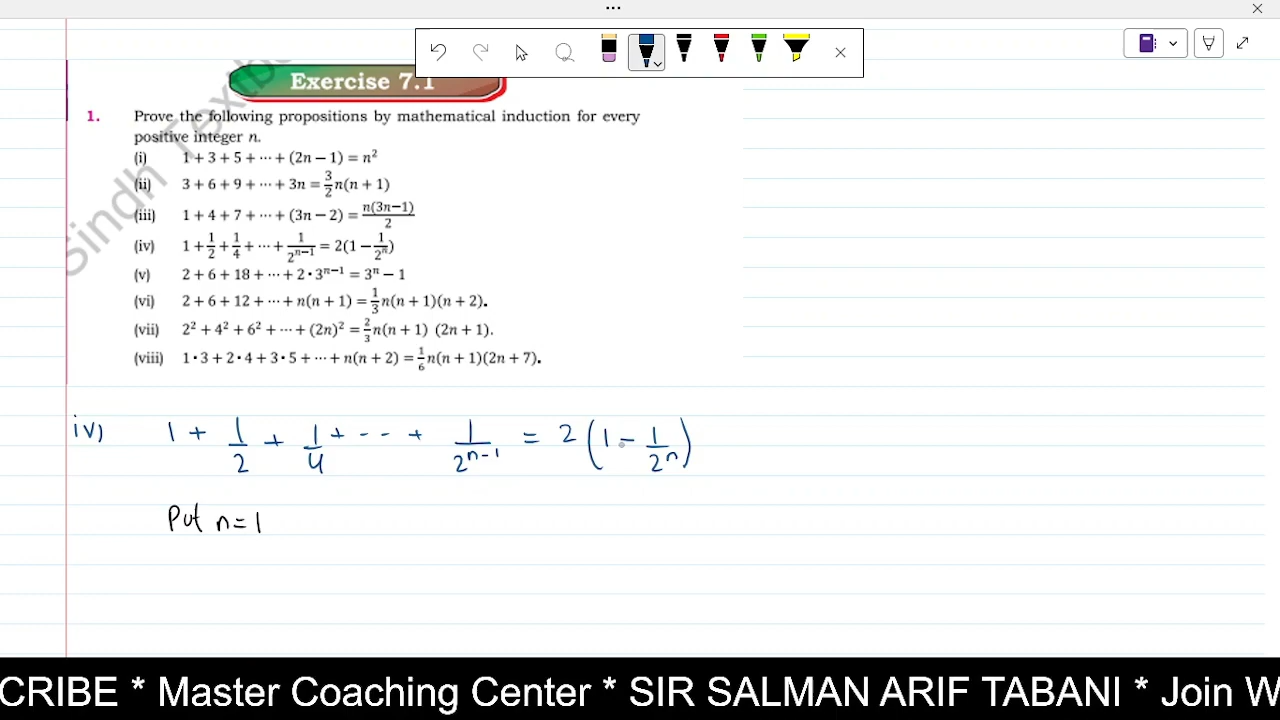 Exercise 7.1
1. Prove the following propositions by mathematical induction for every
positive integer n.
(i) 1 + 3 + 5 + ⋯ + (2n − 1) = n²
(ii) 3 + 6 + 9 + ⋯ + 3n = 3/2 n(n + 1)
(iii) 1 + 4 + 7 + ⋯ + (3n − 2) = n(3n−1)/2
(iv) 1 + 1/2 + 1/4 + ⋯ + 1/2ⁿ⁻¹ = 2(1 − 1/2ⁿ)
(v) 2 + 6 + 18 + ⋯ + 2 • 3ⁿ⁻¹ = 3ⁿ − 1
(vi) 2 + 6 + 12 + ⋯ + n(n + 1) = 1/3 n(n + 1)(n + 2).
(vii) 2² + 4² + 6² + ⋯ + (2n)² = 2/3 n(n + 1) (2n + 1).
(viii) 1 • 3 + 2 • 4 + 3 • 5 + ⋯ + n(n + 2) = 1/6 n(n + 1)(2n + 7).
Sindh Textb
iv) 1 + 1/2 + 1/4 + -- + 1/2ⁿ⁻¹ = 2 (1 − 1/2ⁿ)
Put n = 1
CRIBE * Master Coaching Center * SIR SALMAN ARIF TABANI * Join W